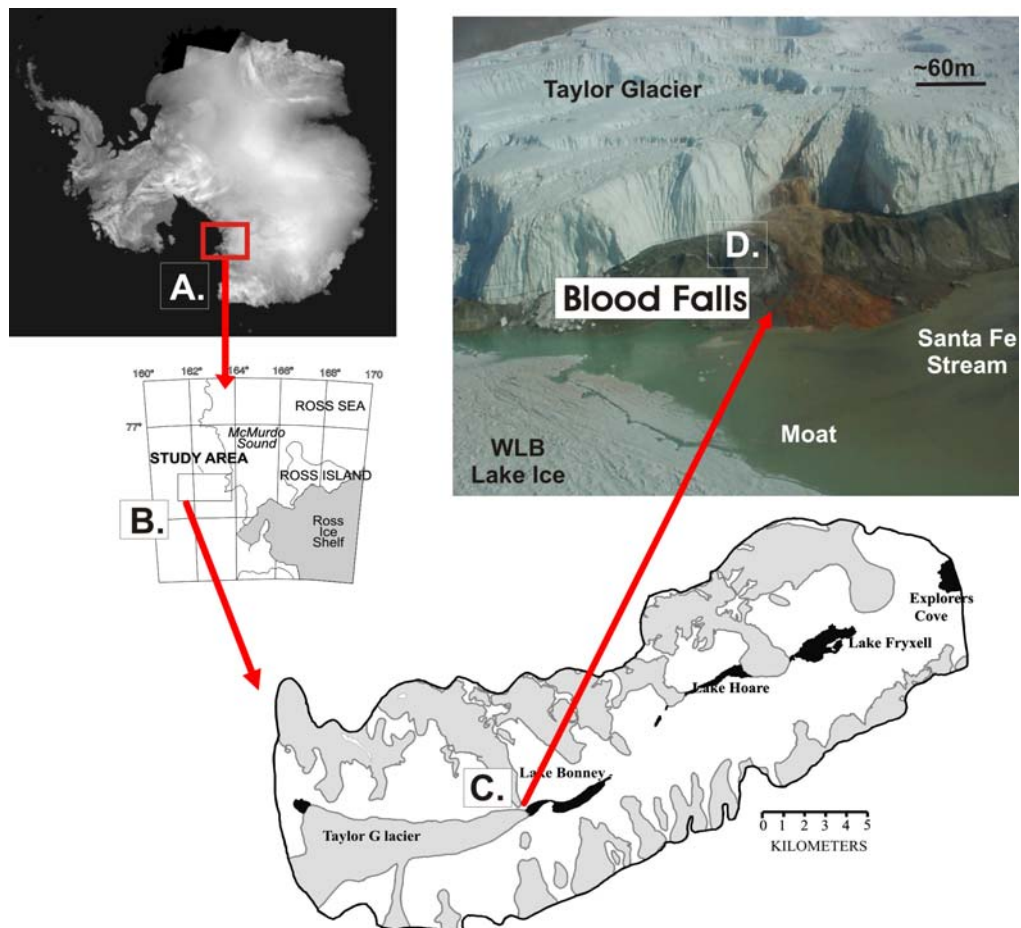 A.
Taylor Glacier
~60m
D.
Blood Falls
Santa Fe
Stream
Moat
WLB
Lake Ice
160° 162° 164° 166° 168° 170
77°
ROSS SEA
McMurdo
Sound
STUDY AREA
ROSS ISLAND
B.
Ross
Ice
Shelf
Explorers
Cove
Lake Fryxell
Lake Hoare
Lake Bonney
C.
Taylor G lacier
0 1 2 3 4 5
KILOMETERS